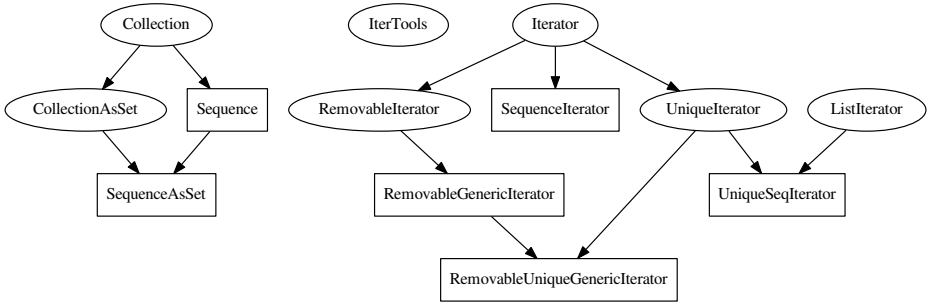 Collection
IterTools
Iterator
CollectionAsSet
Sequence
RemovableIterator
SequenceIterator
UniqueIterator
ListIterator
SequenceAsSet
RemovableGenericIterator
UniqueSeqIterator
RemovableUniqueGenericIterator